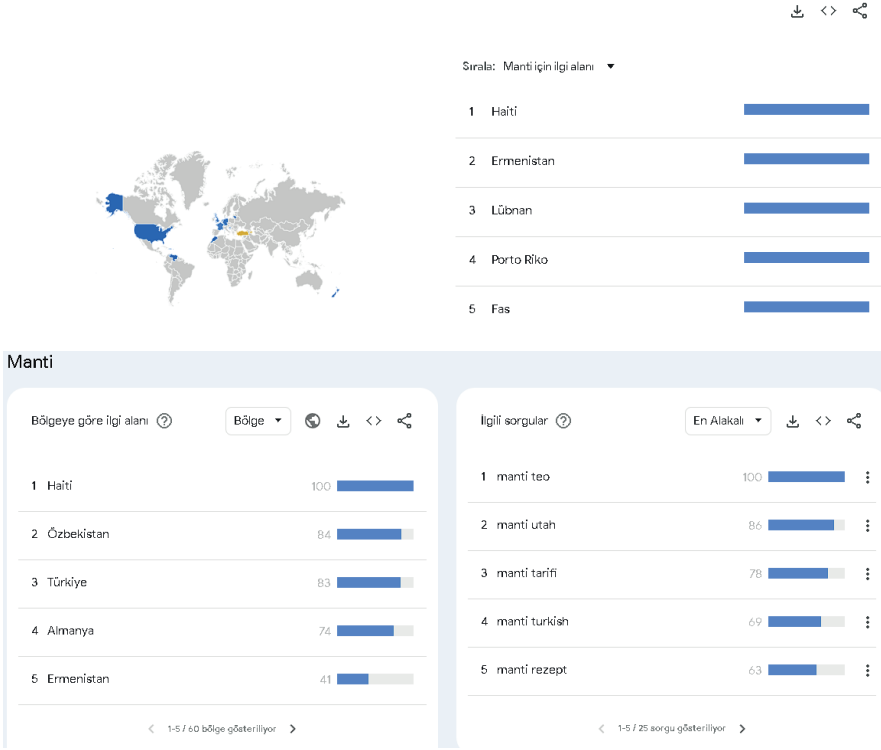 Sırala: Manti için ilgi alanı
1 Haiti
2 Ermenistan
3 Lübnan
4 Porto Riko
5 Fas
Manti
Bölgeye göre ilgi alanı
Bölge
1 Haiti 100
2 Özbekistan 84
3 Türkiye 83
4 Almanya 74
5 Ermenistan 41
1-5 / 60 bölge gösteriliyor
İlgili sorgular
En Alakalı
1 manti teo 100
2 manti utah 86
3 manti tarifi 78
4 manti turkish 69
5 manti rezept 63
1-5 / 25 sorgu gösteriliyor